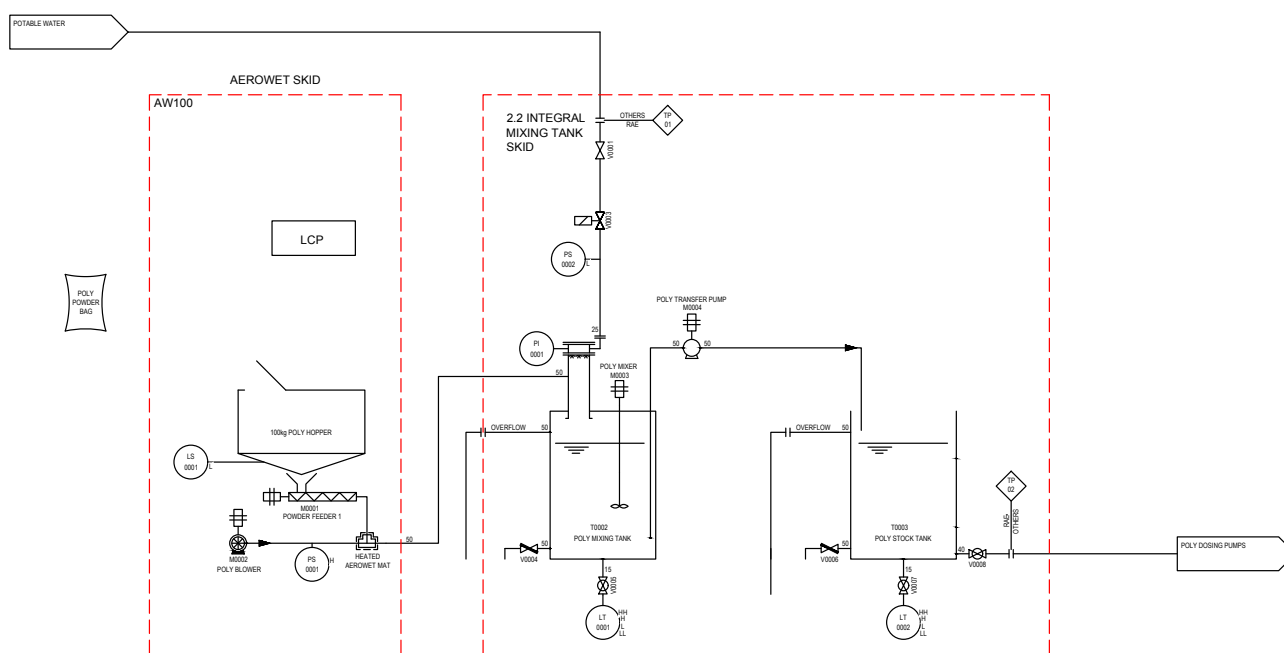 POTABLE WATER
AEROWET SKID
AW100
2.2 INTEGRAL
MIXING TANK
SKID
OTHERS
RAE
TP
01
V0001
V0003
LCP
PS
0002
L
POLY
POWDER
BAG
POLY TRANSFER PUMP
M0004
25
50
50
PI
0001
50
POLY MIXER
M0003
100kg POLY HOPPER
OVERFLOW
50
OVERFLOW
50
LS
0001
L
M0001
POWDER FEEDER 1
TP
02
RAE
OTHERS
T0002
POLY MIXING TANK
T0003
POLY STOCK TANK
M0002
POLY BLOWER
PS
0001
H
HEATED
AEROWET MAT
50
50
V0004
50
V0006
40
V0008
POLY DOSING PUMPS
15
V0005
15
V0007
LT
0001
HH
H
L
LL
LT
0002
HH
H
L
LL